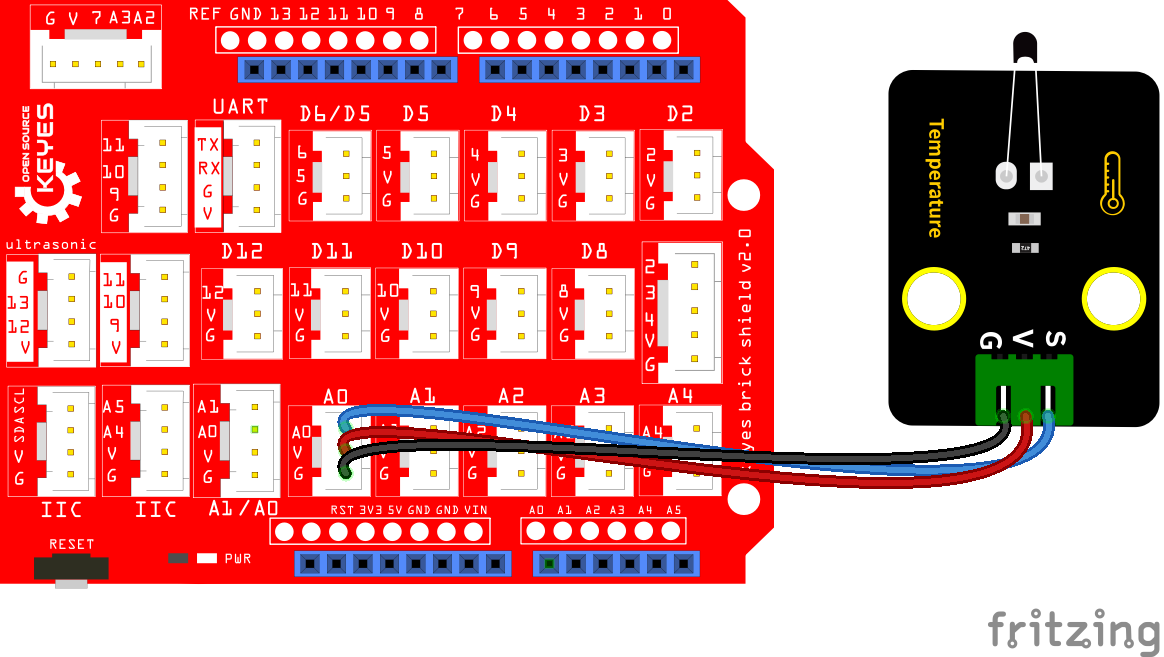 G V 7 A3 A2
REF GND 13 12 11 10 9 8
7 6 5 4 3 2 1 0
OPEN SOURCE
KEYES
11
10
9
G
UART
TX
RX
G
V
D6/D5
6
5
G
D5
5
V
G
D4
4
V
G
D3
3
V
G
D2
2
V
G
ultrasonic
G
13
12
V
11
10
9
V
D12
12
V
G
D11
11
V
G
D10
10
V
G
D9
9
V
G
D8
8
V
G
2
3
4
V
G
SCL
SDA
V
G
IIC
A5
A4
V
G
IIC
A1
A0
V
G
A1/A0
A0
A0
V
G
A1
G
A2
A2
G
A3
G
A4
A4
G
keyes brick shield v2.0
RST 3V3 5V GND GND VIN
A0 A1 A2 A3 A4 A5
RESET
PWR
Temperature
G V S
fritzing